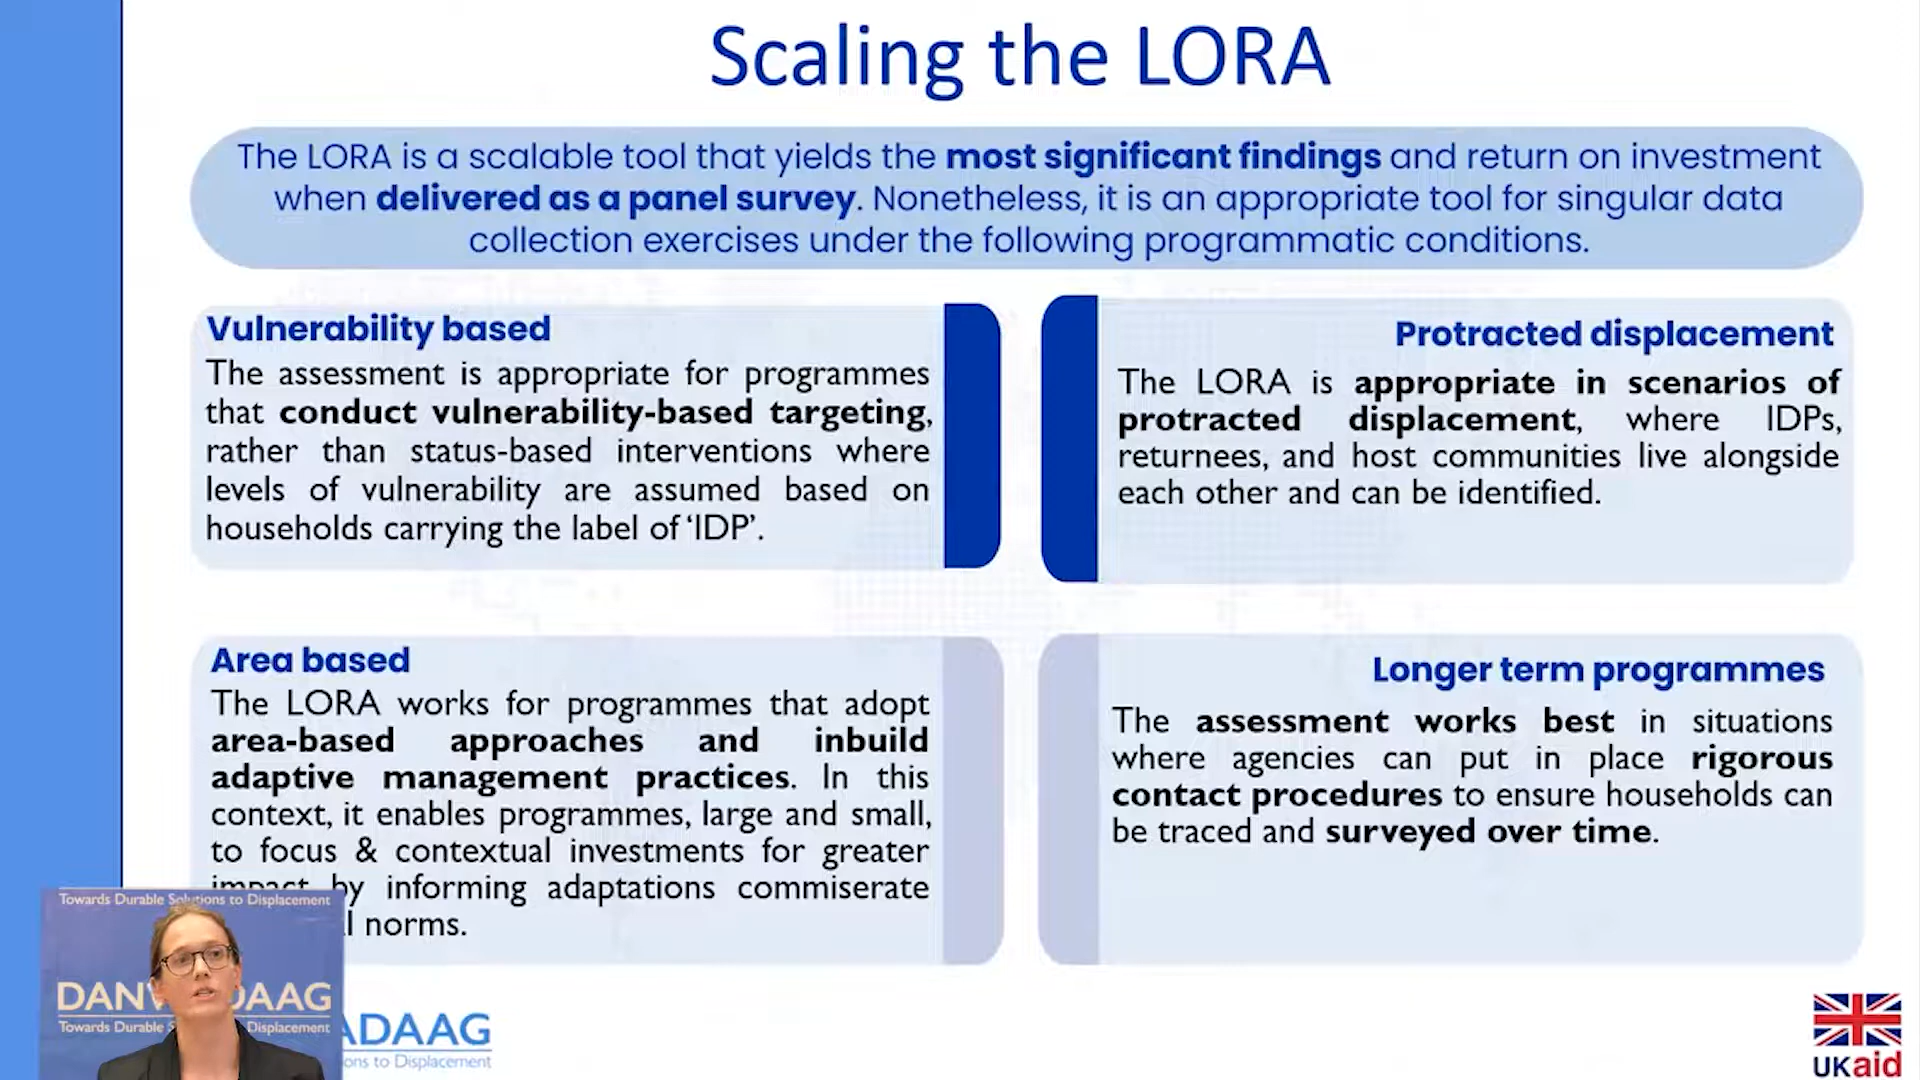 Scaling the LORA
The LORA is a scalable tool that yields the most significant findings and return on investment
when delivered as a panel survey. Nonetheless, it is an appropriate tool for singular data
collection exercises under the following programmatic conditions.
Vulnerability based
The assessment is appropriate for programmes
that conduct vulnerability-based targeting,
rather than status-based interventions where
levels of vulnerability are assumed based on
households carrying the label of ‘IDP’.
Protracted displacement
The LORA is appropriate in scenarios of
protracted displacement, where IDPs,
returnees, and host communities live alongside
each other and can be identified.
Area based
The LORA works for programmes that adopt
area-based approaches and inbuild
adaptive management practices. In this
context, it enables programmes, large and small,
to focus & contextual investments for greater
impact by informing adaptations commiserate
norms.
Longer term programmes
The assessment works best in situations
where agencies can put in place rigorous
contact procedures to ensure households can
be traced and surveyed over time.
Towards Durable Solutions to Displacement
DANWADAAG
Towards Durable Displacement
ADAAG
to Displacement
UKaid